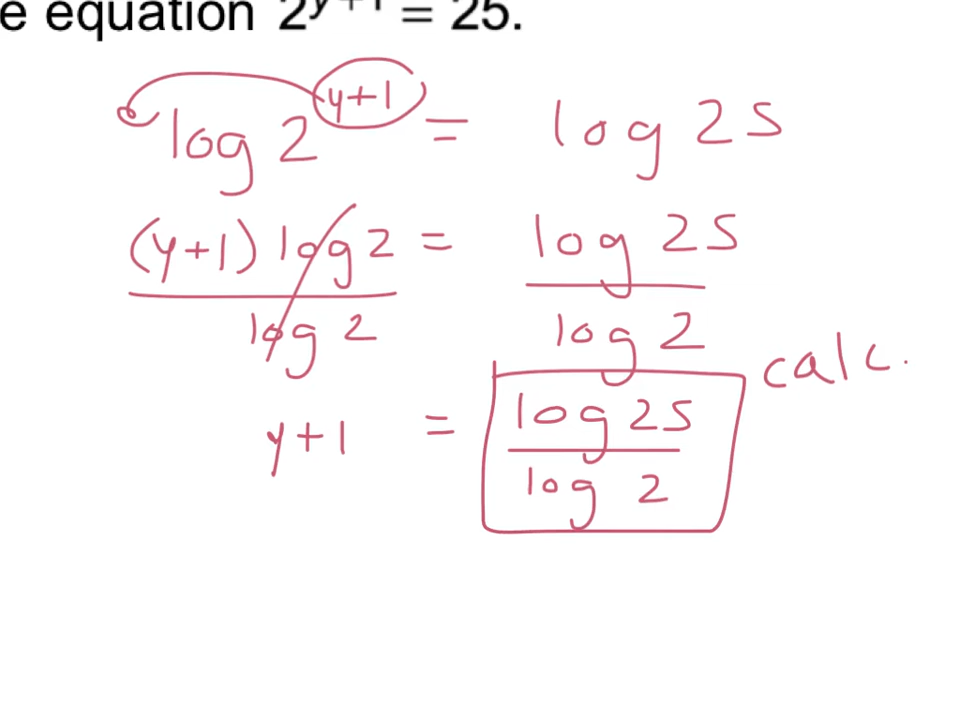 e equation 2^{y+1} = 25.
log 2^{y+1} = log 25
(y+1) log 2 = log 25
log 2 log 2
calc.
y+1 = log 25
log 2